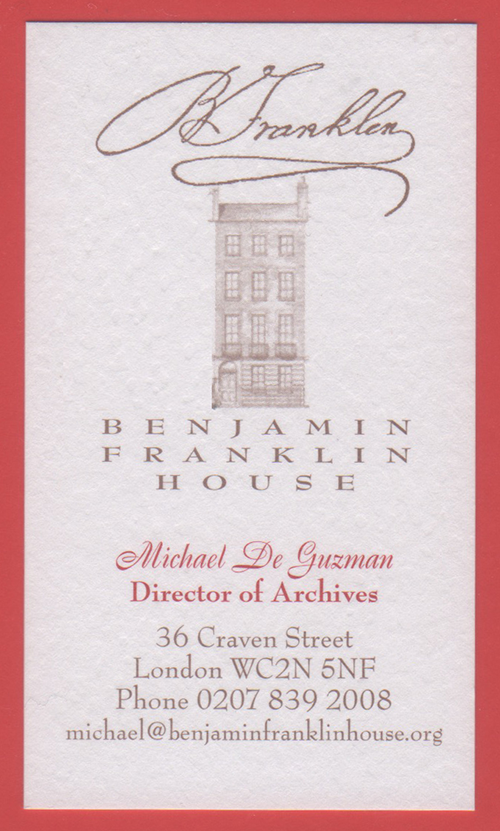 B Franklin
BENJAMIN
FRANKLIN
HOUSE
Michael De Guzman
Director of Archives
36 Craven Street
London WC2N 5NF
Phone 0207 839 2008
michael@benjaminfranklinhouse.org